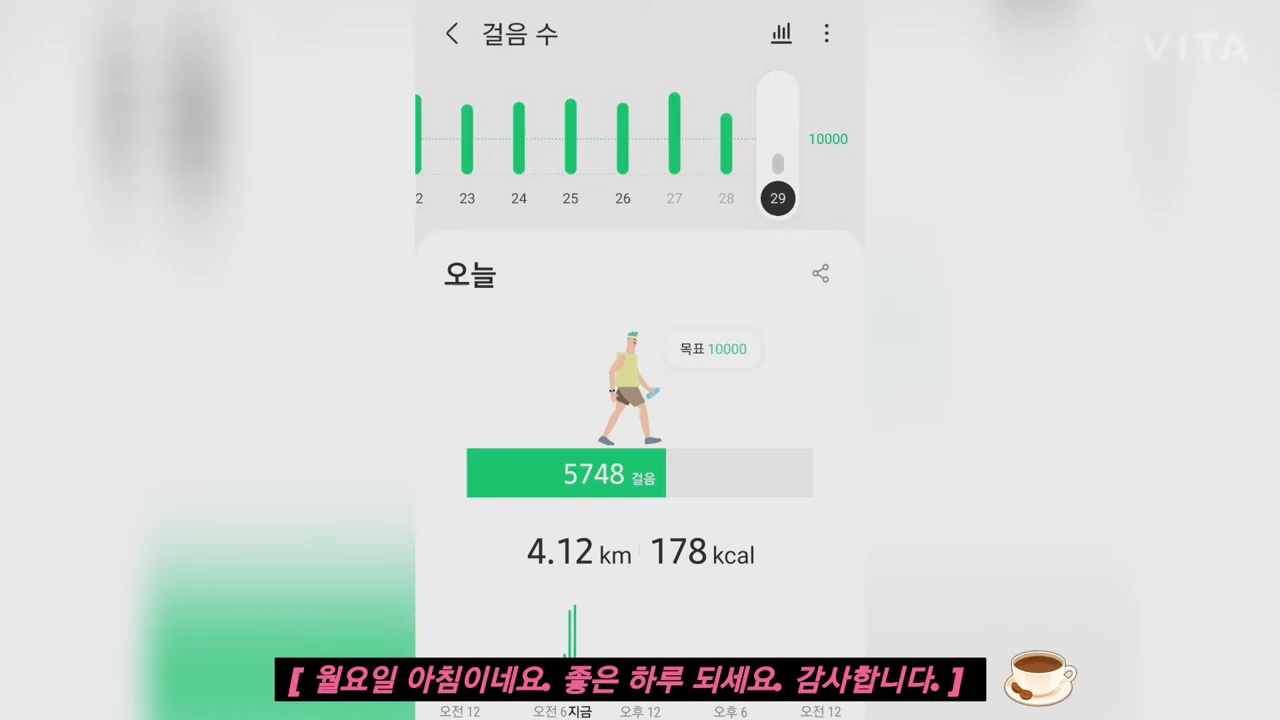 걸음 수
VITA
10000
2 23 24 25 26 27 28 29
오늘
목표 10000
5748 걸음
4.12 km 178 kcal
[ 월요일 아침이네요. 좋은 하루 되세요. 감사합니다. ]
오전 12 오전 6 지금 오후 12 오후 6 오전 12